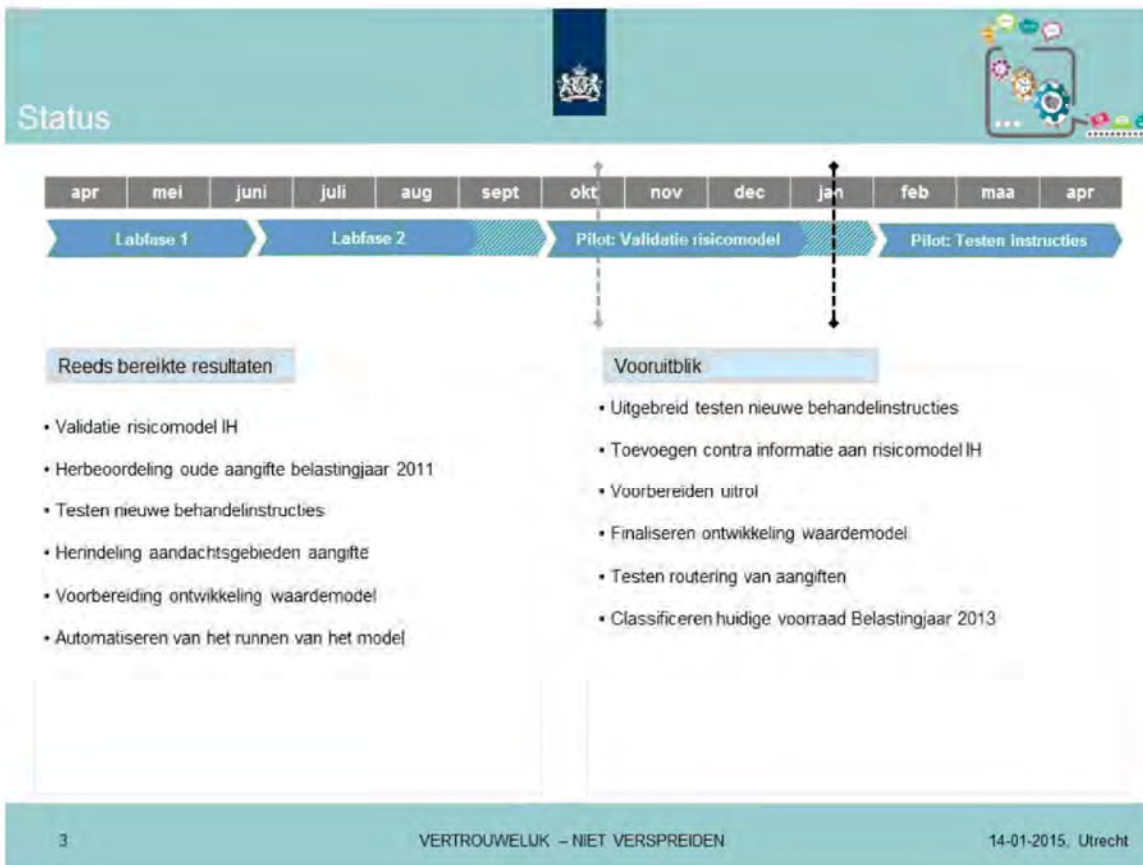 Status
apr mei juni juli aug sept okt nov dec jan feb maa apr
Labfase 1 Labfase 2 Pilot: Validatie risicomodel Pilot: Testen instructies
Reeds bereikte resultaten
• Validatie risicomodel IH
• Herbeoordeling oude aangifte belastingjaar 2011
• Testen nieuwe behandelinstructies
• Herindeling aandachtsgebieden aangifte
• Voorbereiding ontwikkeling waardemodel
• Automatiseren van het runnen van het model
Vooruitblik
• Uitgebreid testen nieuwe behandelinstructies
• Toevoegen contra informatie aan risicomodel IH
• Voorbereiden uitrol
• Finaliseren ontwikkeling waardemodel
• Testen routering van aangiften
• Classificeren huidige voorraad Belastingjaar 2013
3 VERTROUWELIJK – NIET VERSPREIDEN 14-01-2015, Utrecht